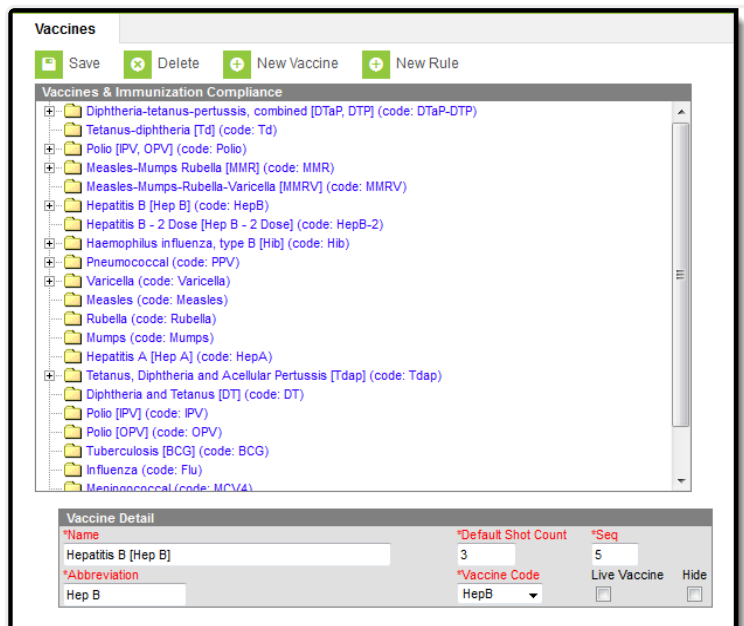 Vaccines
Save Delete New Vaccine New Rule
Vaccines & Immunization Compliance
Diphtheria-tetanus-pertussis, combined [DTaP, DTP] (code: DTaP-DTP)
Tetanus-diphtheria [Td] (code: Td)
Polio [IPV, OPV] (code: Polio)
Measles-Mumps Rubella [MMR] (code: MMR)
Measles-Mumps-Rubella-Varicella [MMRV] (code: MMRV)
Hepatitis B [Hep B] (code: HepB)
Hepatitis B - 2 Dose [Hep B - 2 Dose] (code: HepB-2)
Haemophilus influenza, type B [Hib] (code: Hib)
Pneumococcal (code: PPV)
Varicella (code: Varicella)
Measles (code: Measles)
Rubella (code: Rubella)
Mumps (code: Mumps)
Hepatitis A [Hep A] (code: HepA)
Tetanus, Diphtheria and Acellular Pertussis [Tdap] (code: Tdap)
Diphtheria and Tetanus [DT] (code: DT)
Polio [IPV] (code: IPV)
Polio [OPV] (code: OPV)
Tuberculosis [BCG] (code: BCG)
Influenza (code: Flu)
Meningococcal (code: MCV4)
Vaccine Detail
*Name *Default Shot Count *Seq
Hepatitis B [Hep B] 3 5
*Abbreviation *Vaccine Code Live Vaccine Hide
Hep B HepB